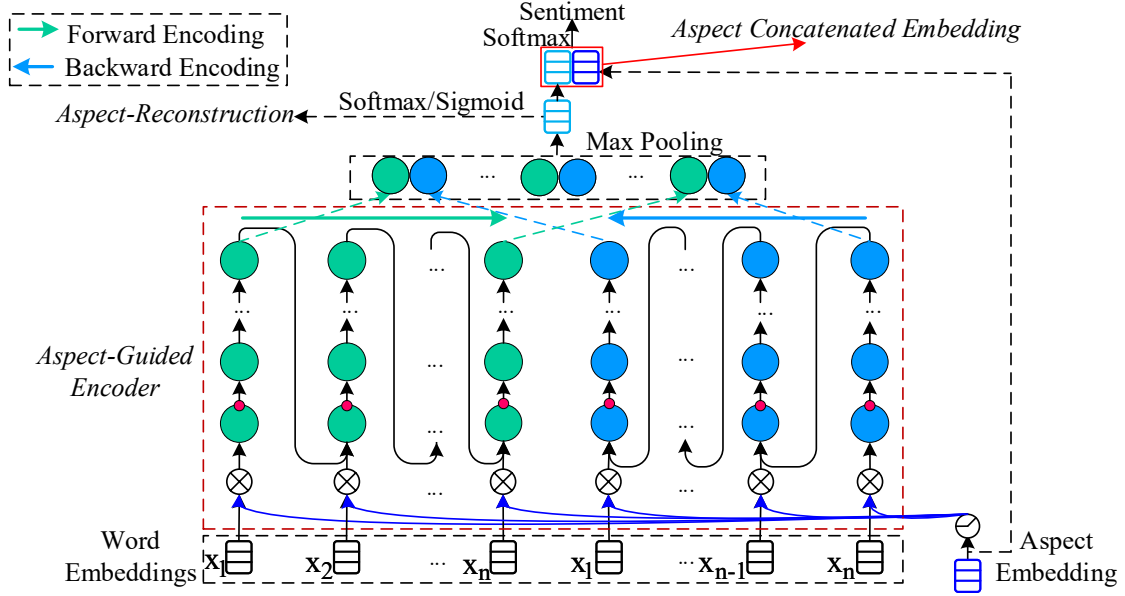 Sentiment
Softmax
Aspect Concatenated Embedding
Forward Encoding
Backward Encoding
Softmax/Sigmoid
Aspect-Reconstruction
Max Pooling
... ...
... ...
... ... ... ... ... ...
Aspect-Guided
Encoder
... ...
... ...
... ...
Word
Embeddings
x1 x2 ... xn x1 ... xn-1 xn
Aspect
Embedding